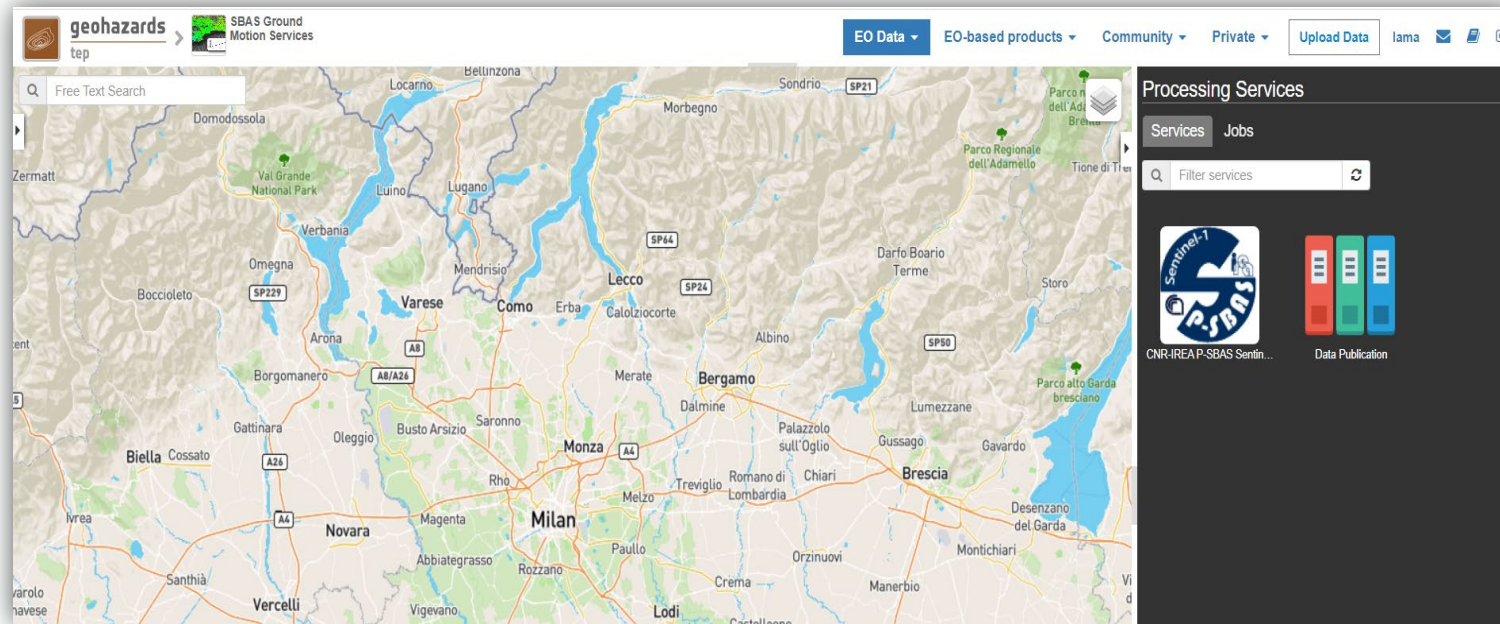 geohazards
tep
SBAS Ground
Motion Services
EO Data
EO-based products
Community
Private
Upload Data
lama
Free Text Search
Processing Services
Services
Jobs
Filter services
Sentinel-1
P-SBAS
CNR-IREA P-SBAS Sentin...
Data Publication
Bellinzona
Locarno
Sondrio
SP21
Morbegno
Domodossola
Parco Regionale
dell'Adamello
Tione di Tre
Zermatt
Val Grande
National Park
Luino
Lugano
Verbania
SP64
Darfo Boario
Terme
Omegna
Mendrisio
Lecco
SP24
Storo
Boccioleto
SP229
Varese
Como
Erba
Calolziocorte
Arona
A8
Albino
SP50
Borgomanero
A8/A26
Merate
Bergamo
Parco alto Garda
bresciano
Dalmine
Lumezzane
Gattinara
Oleggio
Busto Arsizio
Saronno
Palazzolo
sull'Oglio
Gussago
Gavardo
Biella
Cossato
A26
Monza
A4
Rho
Melzo
Treviglio
Romano di
Lombardia
Chiari
Brescia
Ivrea
A4
Novara
Magenta
Milan
Desenzano
del Garda
Abbiategrasso
Rozzano
Paullo
Orzinuovi
Montichiari
Santhià
Crema
Manerbio
Vercelli
Vigevano
Lodi